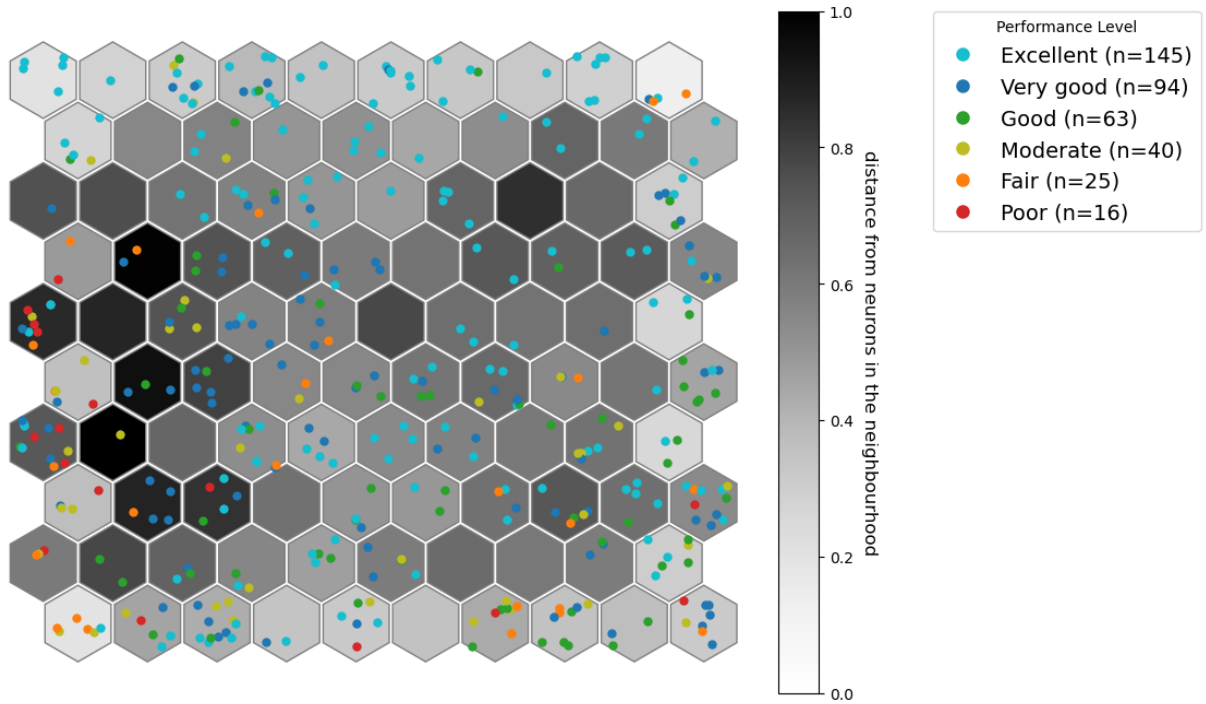 1.0
0.8
0.6
0.4
0.2
0.0
distance from neurons in the neighbourhood
Performance Level
Excellent (n=145)
Very good (n=94)
Good (n=63)
Moderate (n=40)
Fair (n=25)
Poor (n=16)